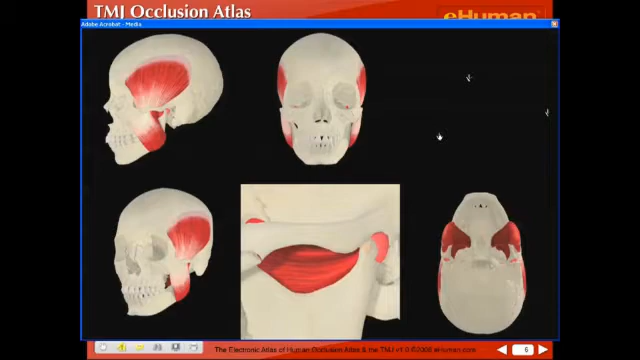 TMJ Occlusion Atlas
eHuman
Adobe Acrobat - Media
The Electronic Atlas of Human Occlusion Atlas & the TMJ v1.0 ©2006 eHuman.com
6